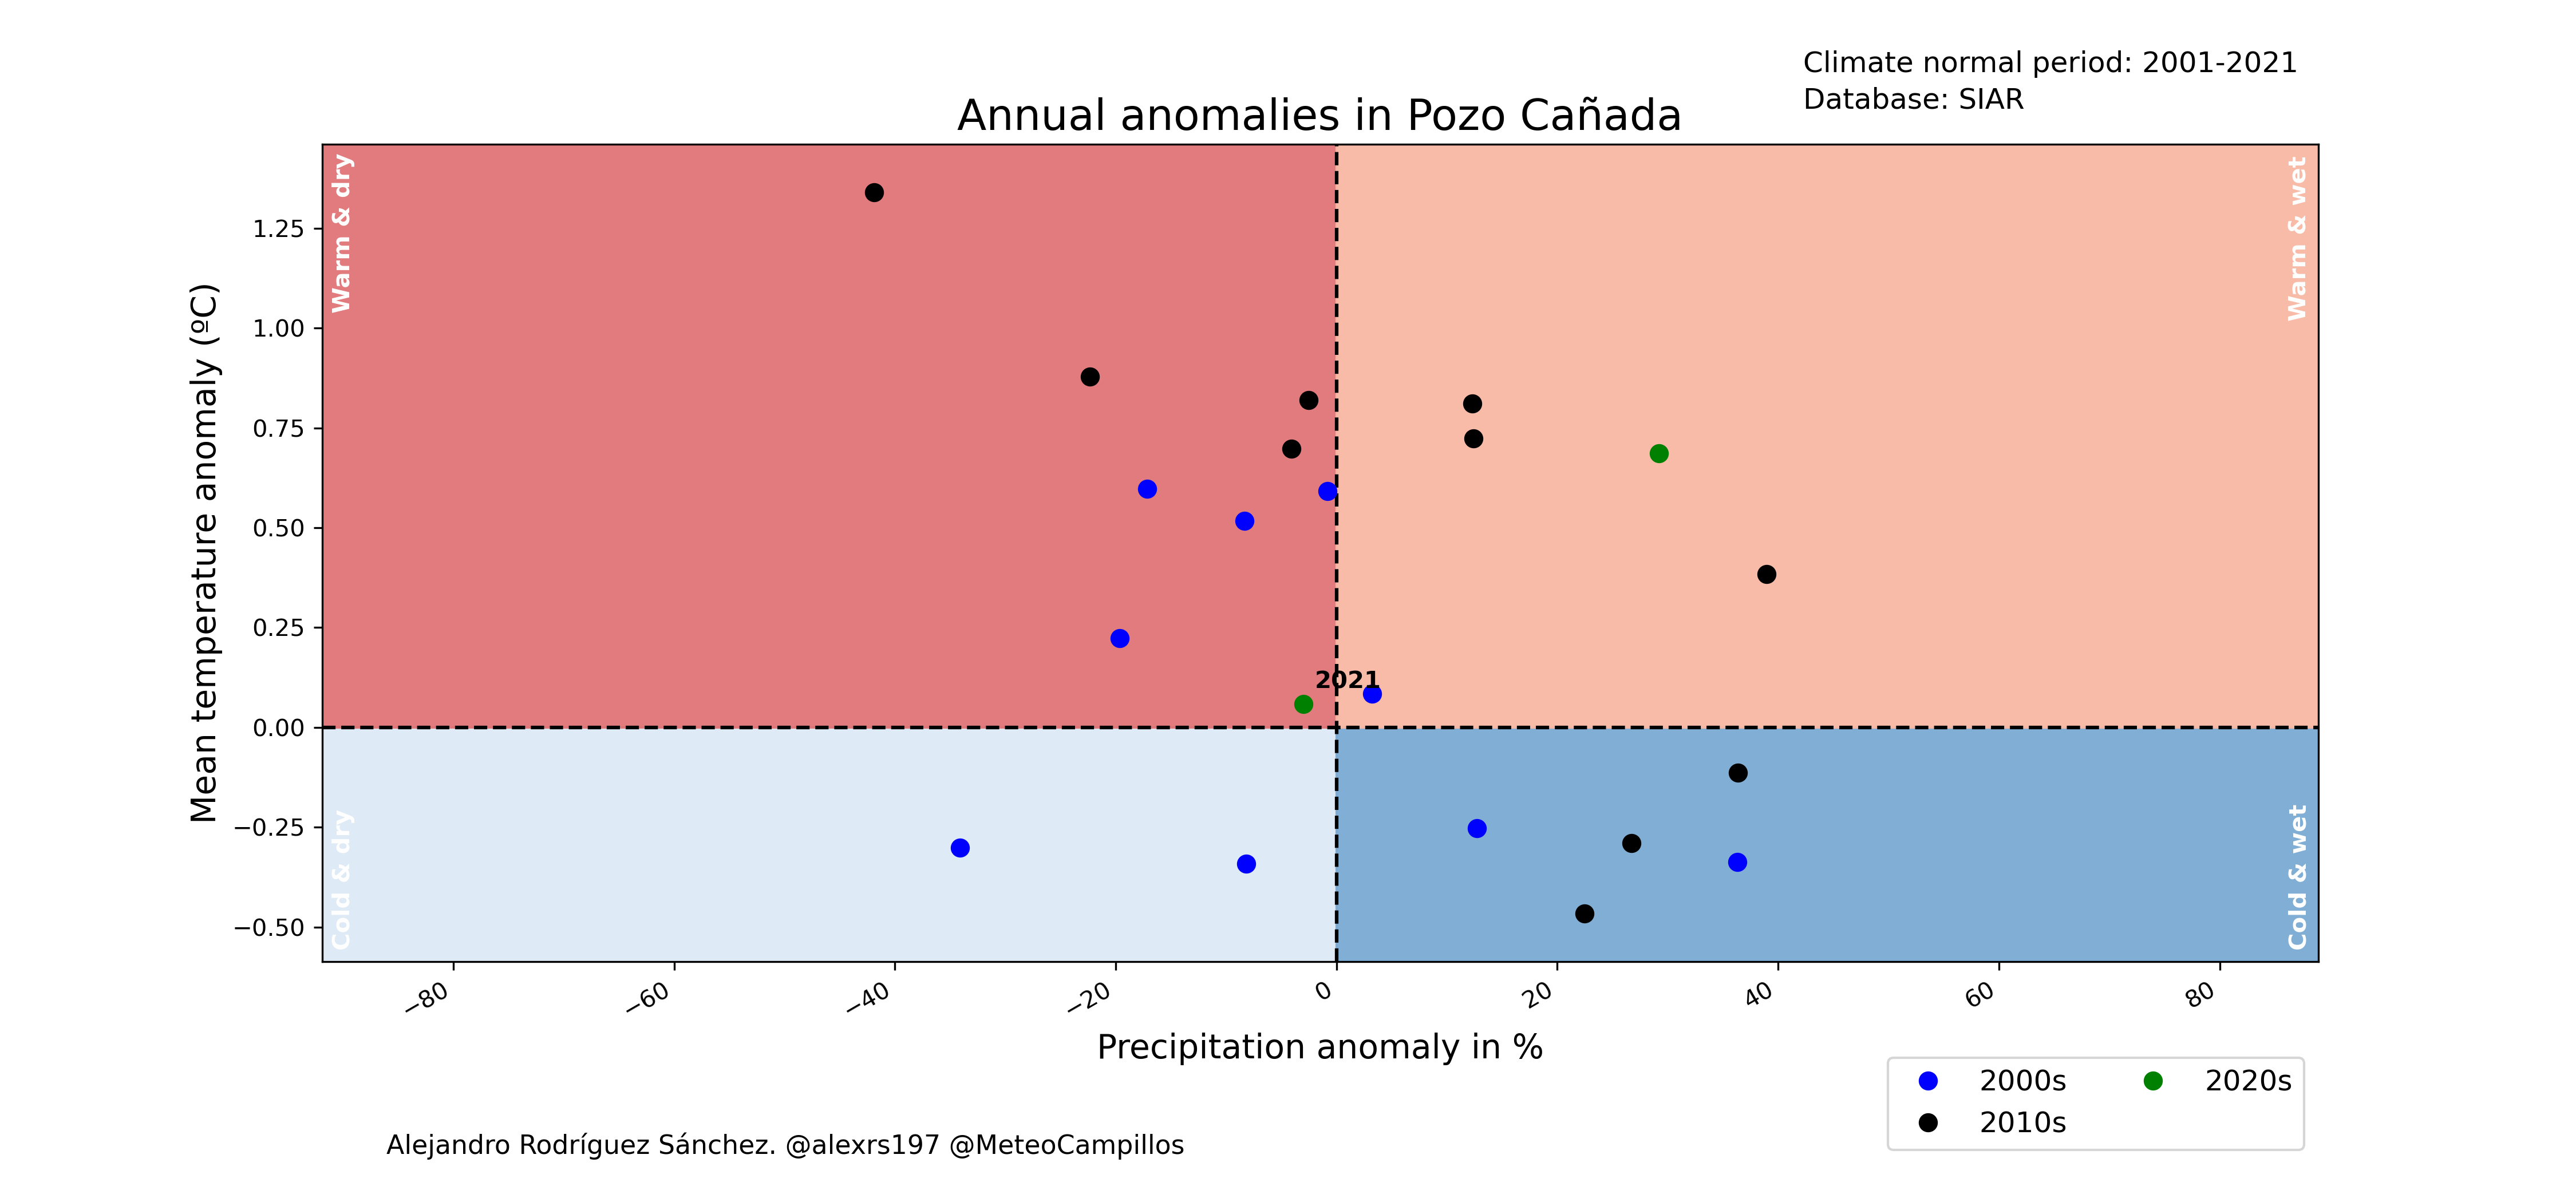 Climate normal period: 2001-2021
Database: SIAR
Annual anomalies in Pozo Cañada
Warm & dry
Warm & wet
Mean temperature anomaly (ºC)
1.25
1.00
0.75
0.50
0.25
0.00
−0.25
−0.50
2021
Cold & dry
Cold & wet
−80 −60 −40 −20 0 20 40 60 80
Precipitation anomaly in %
2000s 2020s
2010s
Alejandro Rodríguez Sánchez. @alexrs197 @MeteoCampillos